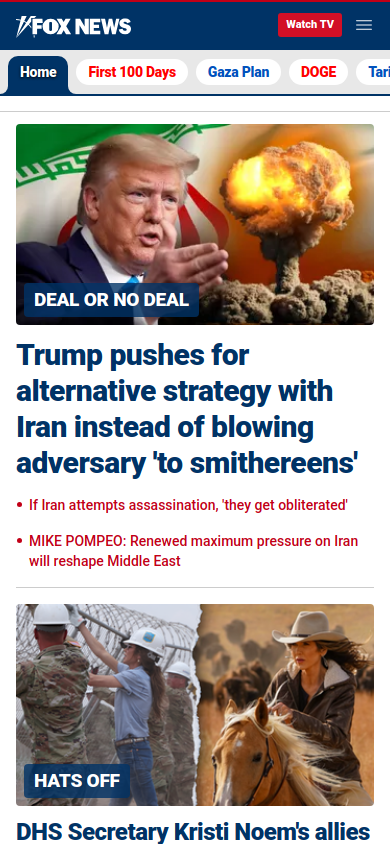 FOX NEWS
Watch TV
Home
First 100 Days
Gaza Plan
DOGE
Tari
DEAL OR NO DEAL
Trump pushes for
alternative strategy with
Iran instead of blowing
adversary 'to smithereens'
• If Iran attempts assassination, 'they get obliterated'
• MIKE POMPEO: Renewed maximum pressure on Iran
will reshape Middle East
HATS OFF
DHS Secretary Kristi Noem's allies